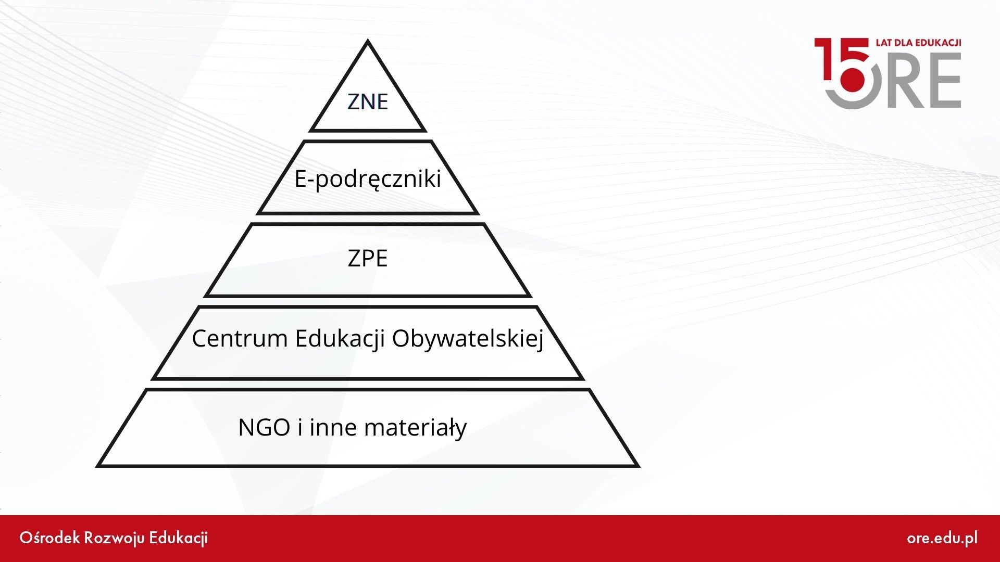 15 LAT DLA EDUKACJI
ORE
ZNE
E-podręczniki
ZPE
Centrum Edukacji Obywatelskiej
NGO i inne materiały
Ośrodek Rozwoju Edukacji
ore.edu.pl